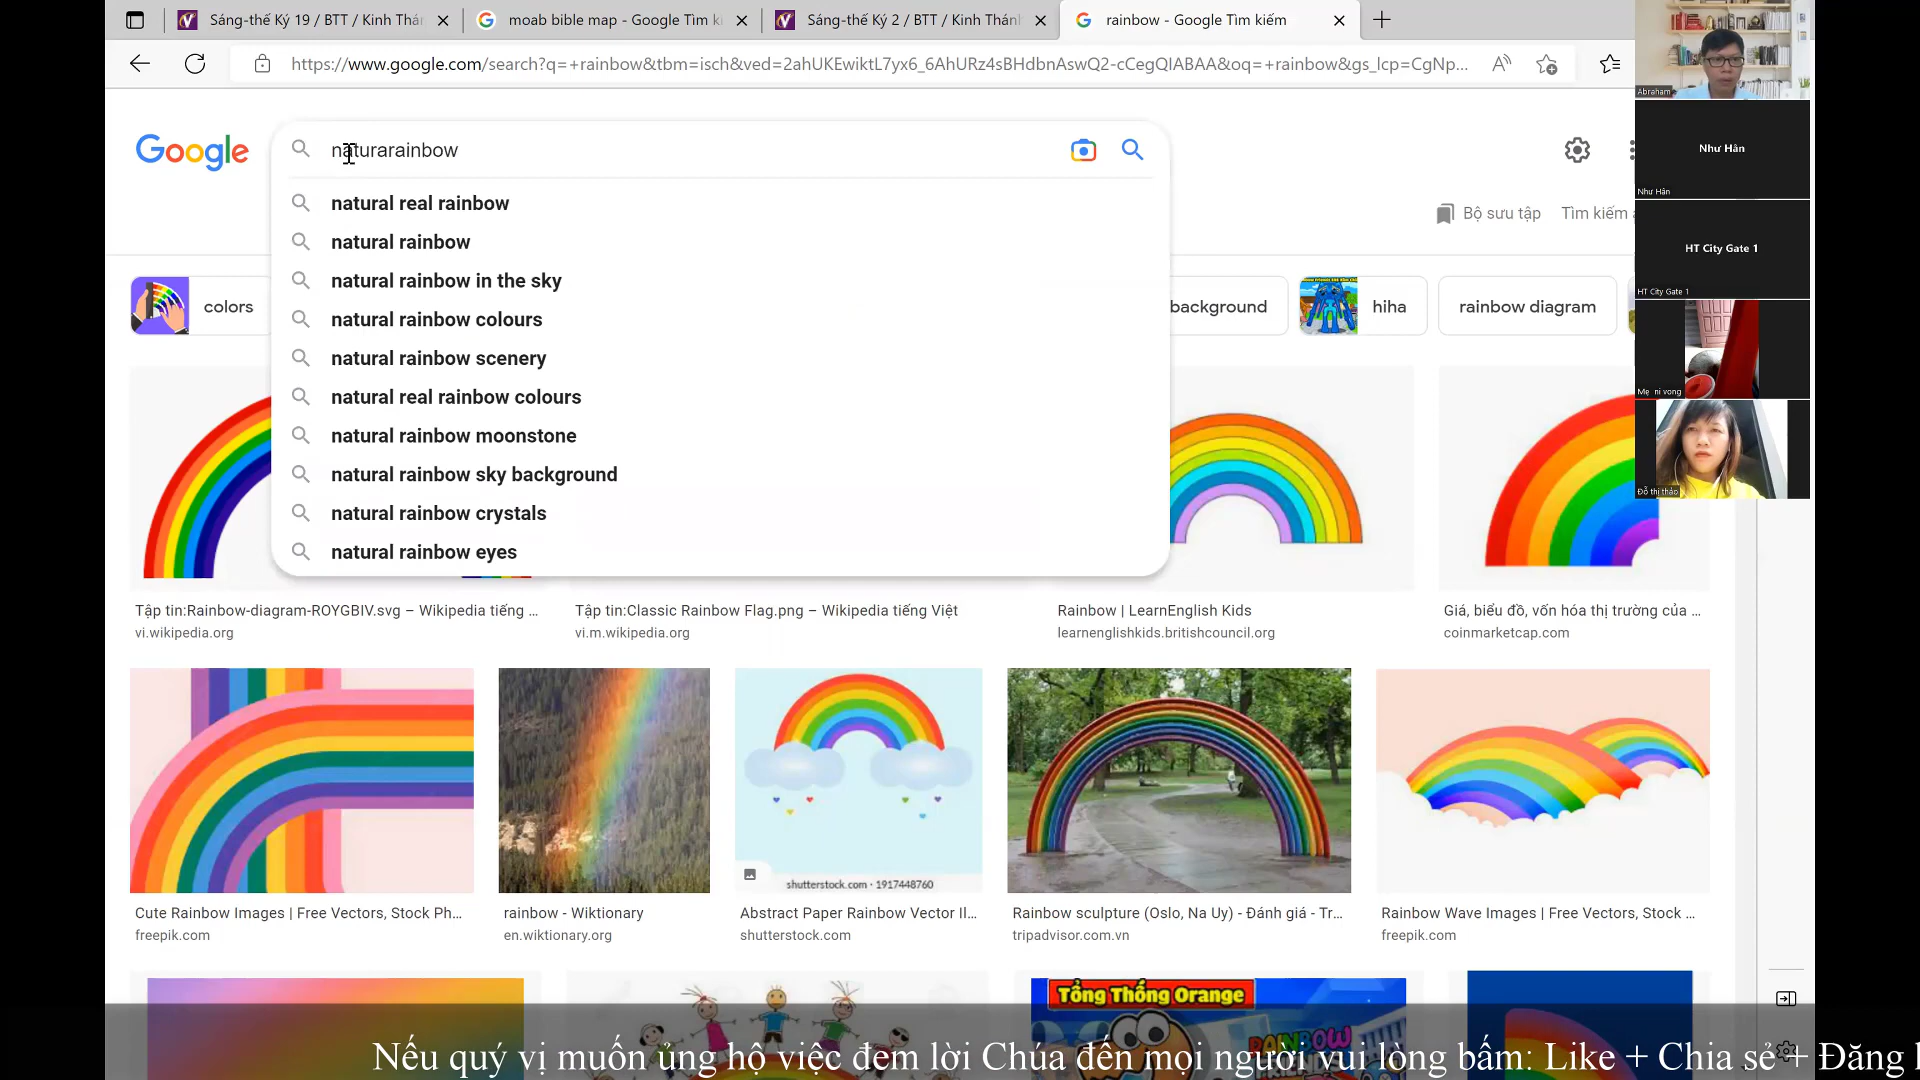 Sáng-thế Ký 19 / BTT / Kinh Thán
moab bible map - Google Tìm k
Sáng-thế Ký 2 / BTT / Kinh Thánh
rainbow - Google Tìm kiếm
https://www.google.com/search?q=+rainbow&tbm=isch&ved=2ahUKEwiktL7yx6_6AhURz4sBHdbnAswQ2-cCegQIABAA&oq=+rainbow&gs_lcp=CgNp...
Abraham
Google
naturarainbow
Như Hân
Như Hân
natural real rainbow
Bộ sưu tập
Tìm kiếm
natural rainbow
HT City Gate 1
HT City Gate 1
natural rainbow in the sky
colors
background
hiha
rainbow diagram
natural rainbow colours
natural rainbow scenery
natural real rainbow colours
Mẹ ni vong
natural rainbow moonstone
natural rainbow sky background
Đỗ thị thảo
natural rainbow crystals
natural rainbow eyes
Tập tin:Rainbow-diagram-ROYGBIV.svg – Wikipedia tiếng ...
vi.wikipedia.org
Tập tin:Classic Rainbow Flag.png – Wikipedia tiếng Việt
vi.m.wikipedia.org
Rainbow | LearnEnglish Kids
learnenglishkids.britishcouncil.org
Giá, biểu đồ, vốn hóa thị trường của ...
coinmarketcap.com
shutterstock.com · 1917448760
Cute Rainbow Images | Free Vectors, Stock Ph...
freepik.com
rainbow - Wiktionary
en.wiktionary.org
Abstract Paper Rainbow Vector Il...
shutterstock.com
Rainbow sculpture (Oslo, Na Uy) - Đánh giá - Tr...
tripadvisor.com.vn
Rainbow Wave Images | Free Vectors, Stock ...
freepik.com
Tổng Thống Orange
RAINBOW
Nếu quý vị muốn ủng hộ việc đem lời Chúa đến mọi người vui lòng bấm: Like + Chia sẻ + Đăng